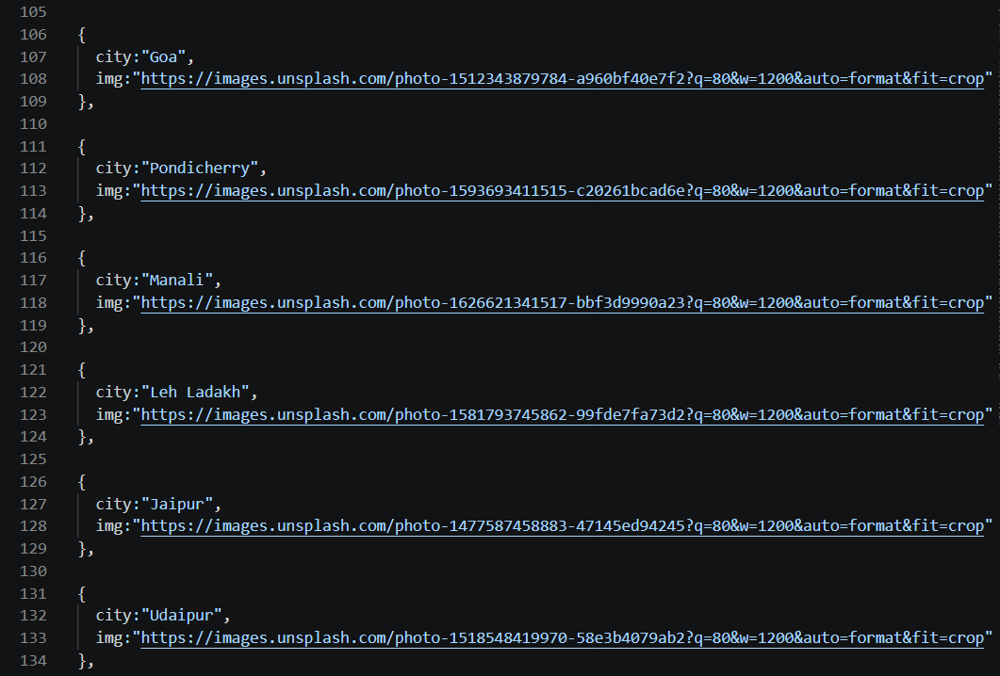 105
106 {
107 city:"Goa",
108 img:"https://images.unsplash.com/photo-1512343879784-a960bf40e7f2?q=80&w=1200&auto=format&fit=crop"
109 },
110
111 {
112 city:"Pondicherry",
113 img:"https://images.unsplash.com/photo-1593693411515-c20261bcad6e?q=80&w=1200&auto=format&fit=crop"
114 },
115
116 {
117 city:"Manali",
118 img:"https://images.unsplash.com/photo-1626621341517-bbf3d9990a23?q=80&w=1200&auto=format&fit=crop"
119 },
120
121 {
122 city:"Leh Ladakh",
123 img:"https://images.unsplash.com/photo-1581793745862-99fde7fa73d2?q=80&w=1200&auto=format&fit=crop"
124 },
125
126 {
127 city:"Jaipur",
128 img:"https://images.unsplash.com/photo-1477587458883-47145ed94245?q=80&w=1200&auto=format&fit=crop"
129 },
130
131 {
132 city:"Udaipur",
133 img:"https://images.unsplash.com/photo-1518548419970-58e3b4079ab2?q=80&w=1200&auto=format&fit=crop"
134 },